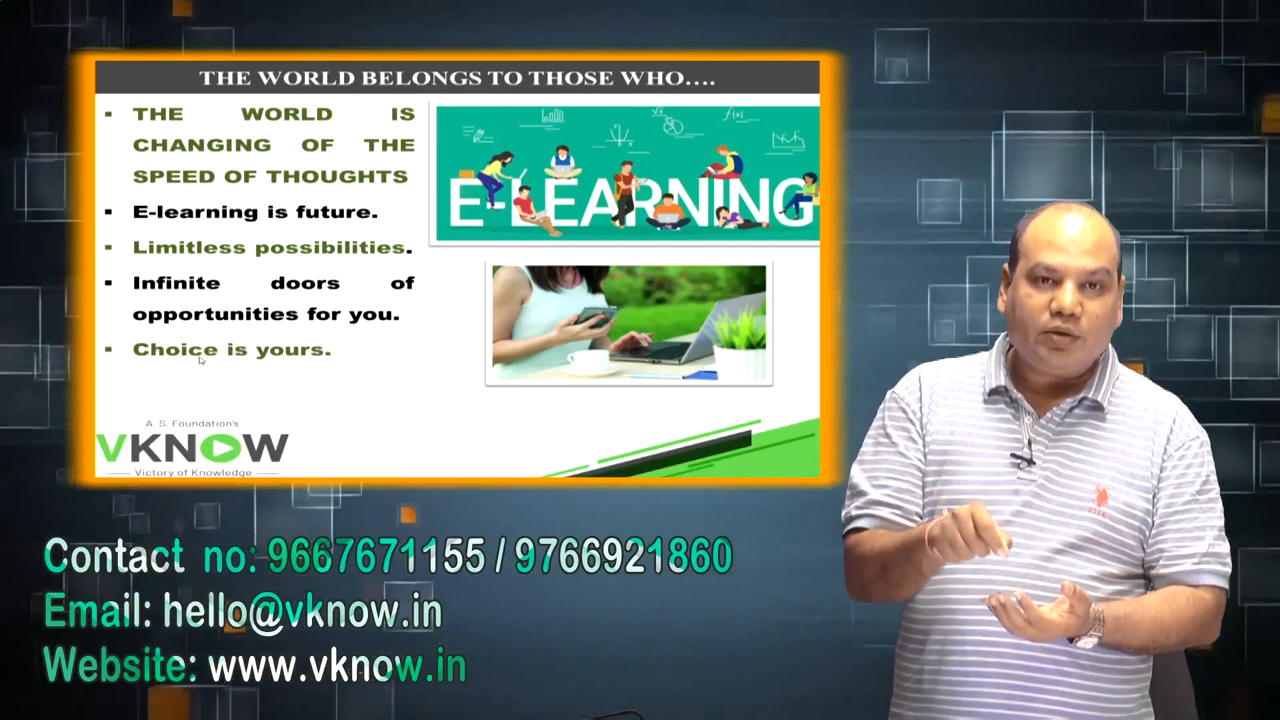 THE WORLD BELONGS TO THOSE WHO....
THE WORLD IS
CHANGING OF THE
SPEED OF THOUGHTS
E-learning is future.
Limitless possibilities.
Infinite doors of
opportunities for you.
Choice is yours.
E-LEARNING
f(x)
A. S. Foundation's
VKNOW
Victory of Knowledge
Contact no: 9667671155 / 9766921860
Email: hello@vknow.in
Website: www.vknow.in